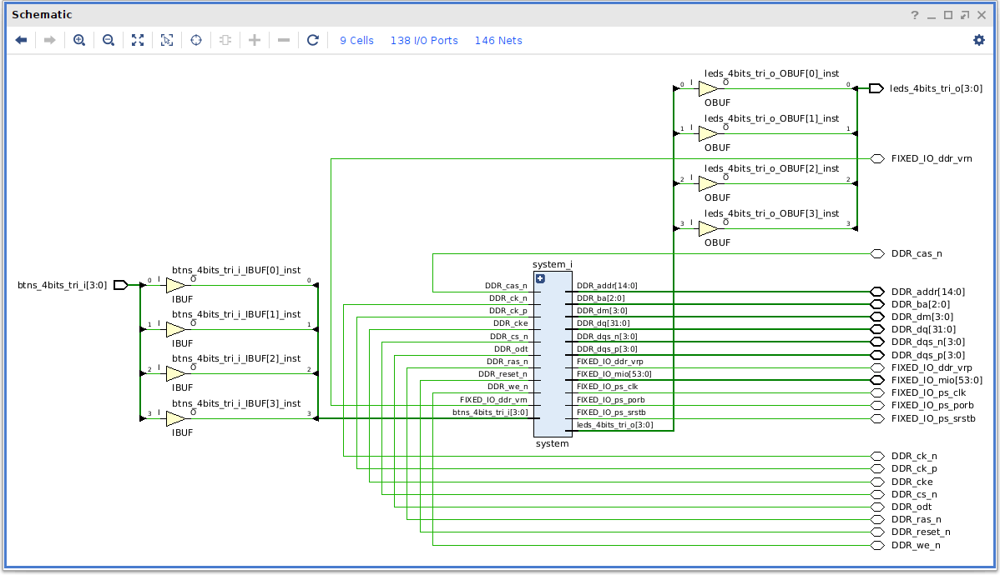 Schematic
?
9 Cells 138 I/O Ports 146 Nets
leds_4bits_tri_o_OBUF[0]_inst
0 I O 0
OBUF
leds_4bits_tri_o[3:0]
leds_4bits_tri_o_OBUF[1]_inst
1 I O 1
OBUF
FIXED_IO_ddr_vrn
leds_4bits_tri_o_OBUF[2]_inst
2 I O 2
OBUF
leds_4bits_tri_o_OBUF[3]_inst
3 I O 3
OBUF
DDR_cas_n
btns_4bits_tri_i[3:0]
btns_4bits_tri_i_IBUF[0]_inst
0 I O 0
IBUF
btns_4bits_tri_i_IBUF[1]_inst
1 I O 1
IBUF
btns_4bits_tri_i_IBUF[2]_inst
2 I O 2
IBUF
btns_4bits_tri_i_IBUF[3]_inst
3 I O 3
IBUF
system_i
DDR_cas_n
DDR_ck_n
DDR_ck_p
DDR_cke
DDR_cs_n
DDR_odt
DDR_ras_n
DDR_reset_n
DDR_we_n
FIXED_IO_ddr_vrn
btns_4bits_tri_i[3:0]
DDR_addr[14:0]
DDR_ba[2:0]
DDR_dm[3:0]
DDR_dq[31:0]
DDR_dqs_n[3:0]
DDR_dqs_p[3:0]
FIXED_IO_ddr_vrp
FIXED_IO_mio[53:0]
FIXED_IO_ps_clk
FIXED_IO_ps_porb
FIXED_IO_ps_srstb
leds_4bits_tri_o[3:0]
system
DDR_addr[14:0]
DDR_ba[2:0]
DDR_dm[3:0]
DDR_dq[31:0]
DDR_dqs_n[3:0]
DDR_dqs_p[3:0]
FIXED_IO_ddr_vrp
FIXED_IO_mio[53:0]
FIXED_IO_ps_clk
FIXED_IO_ps_porb
FIXED_IO_ps_srstb
DDR_ck_n
DDR_ck_p
DDR_cke
DDR_cs_n
DDR_odt
DDR_ras_n
DDR_reset_n
DDR_we_n